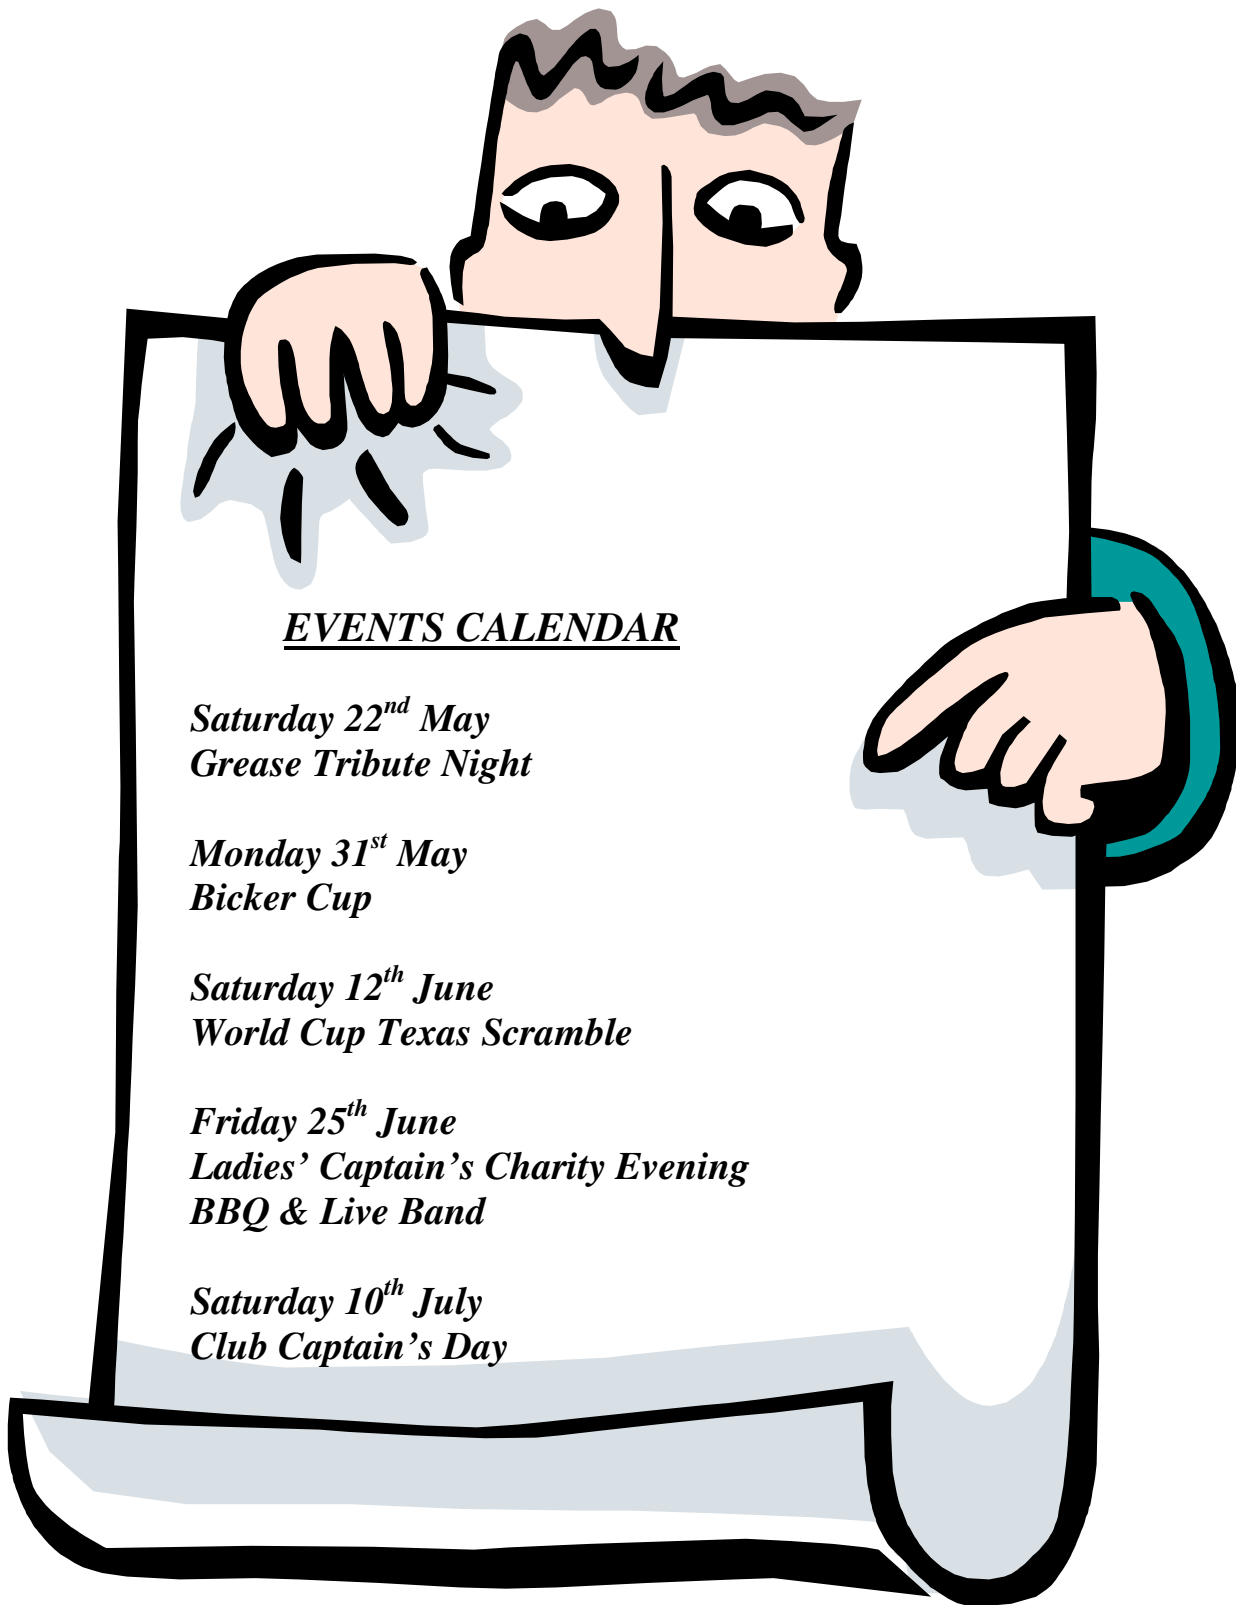 EVENTS CALENDAR
Saturday 22nd May
Grease Tribute Night
Monday 31st May
Bicker Cup
Saturday 12th June
World Cup Texas Scramble
Friday 25th June
Ladies’ Captain’s Charity Evening
BBQ & Live Band
Saturday 10th July
Club Captain’s Day